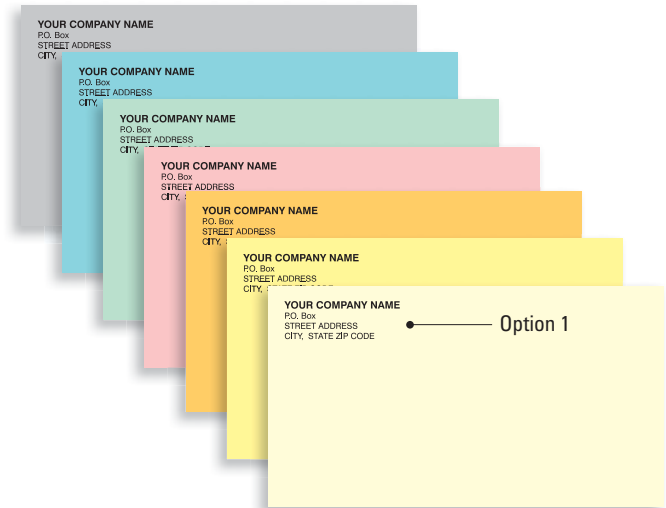 YOUR COMPANY NAME
P.O. Box
STREET ADDRESS
CITY,
YOUR COMPANY NAME
P.O. Box
STREET ADDRESS
CITY,
YOUR COMPANY NAME
P.O. Box
STREET ADDRESS
CITY,
YOUR COMPANY NAME
P.O. Box
STREET ADDRESS
CITY,
YOUR COMPANY NAME
P.O. Box
STREET ADDRESS
CITY,
YOUR COMPANY NAME
P.O. Box
STREET ADDRESS
CITY,
YOUR COMPANY NAME
P.O. Box
STREET ADDRESS
CITY, STATE ZIP CODE
Option 1